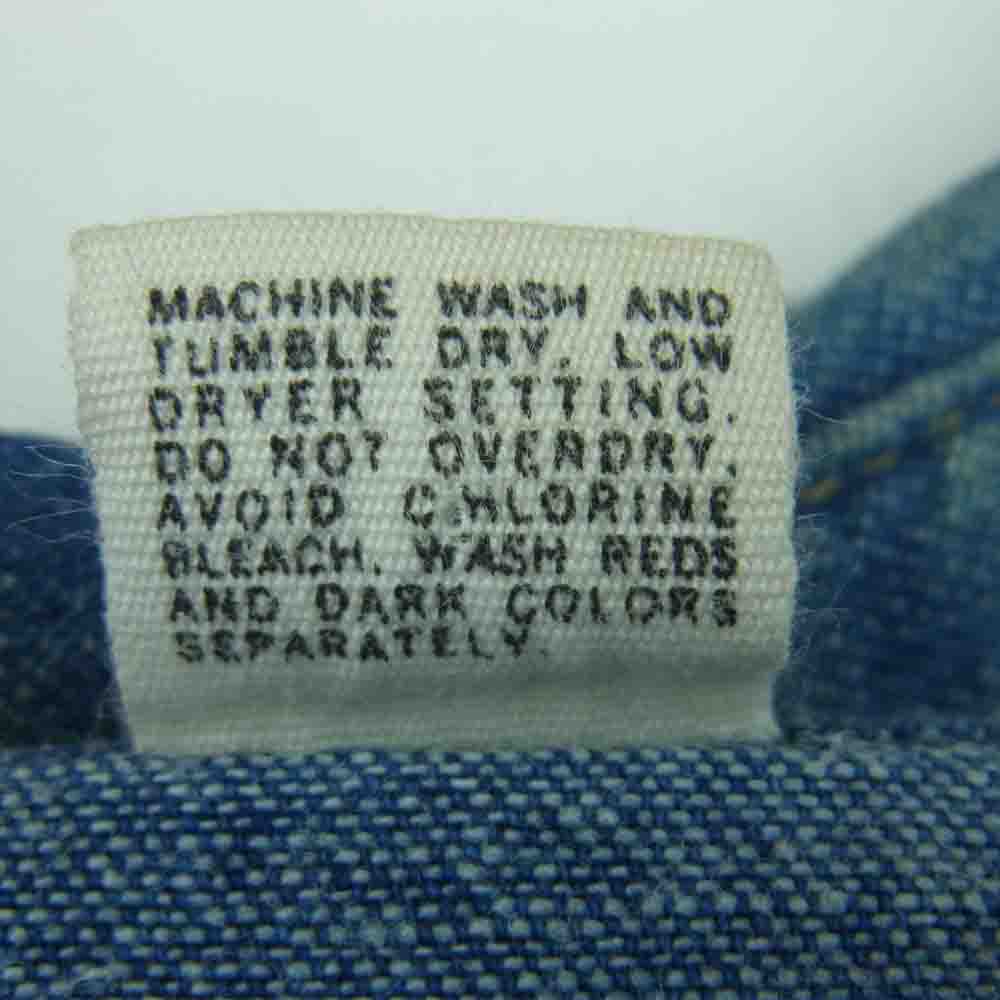 MACHINE WASH AND
TUMBLE DRY. LOW
DRYER SETTING.
DO NOT OVERDRY.
AVOID CHLORINE
BLEACH. WASH REDS
AND DARK COLORS
SEPARATELY.